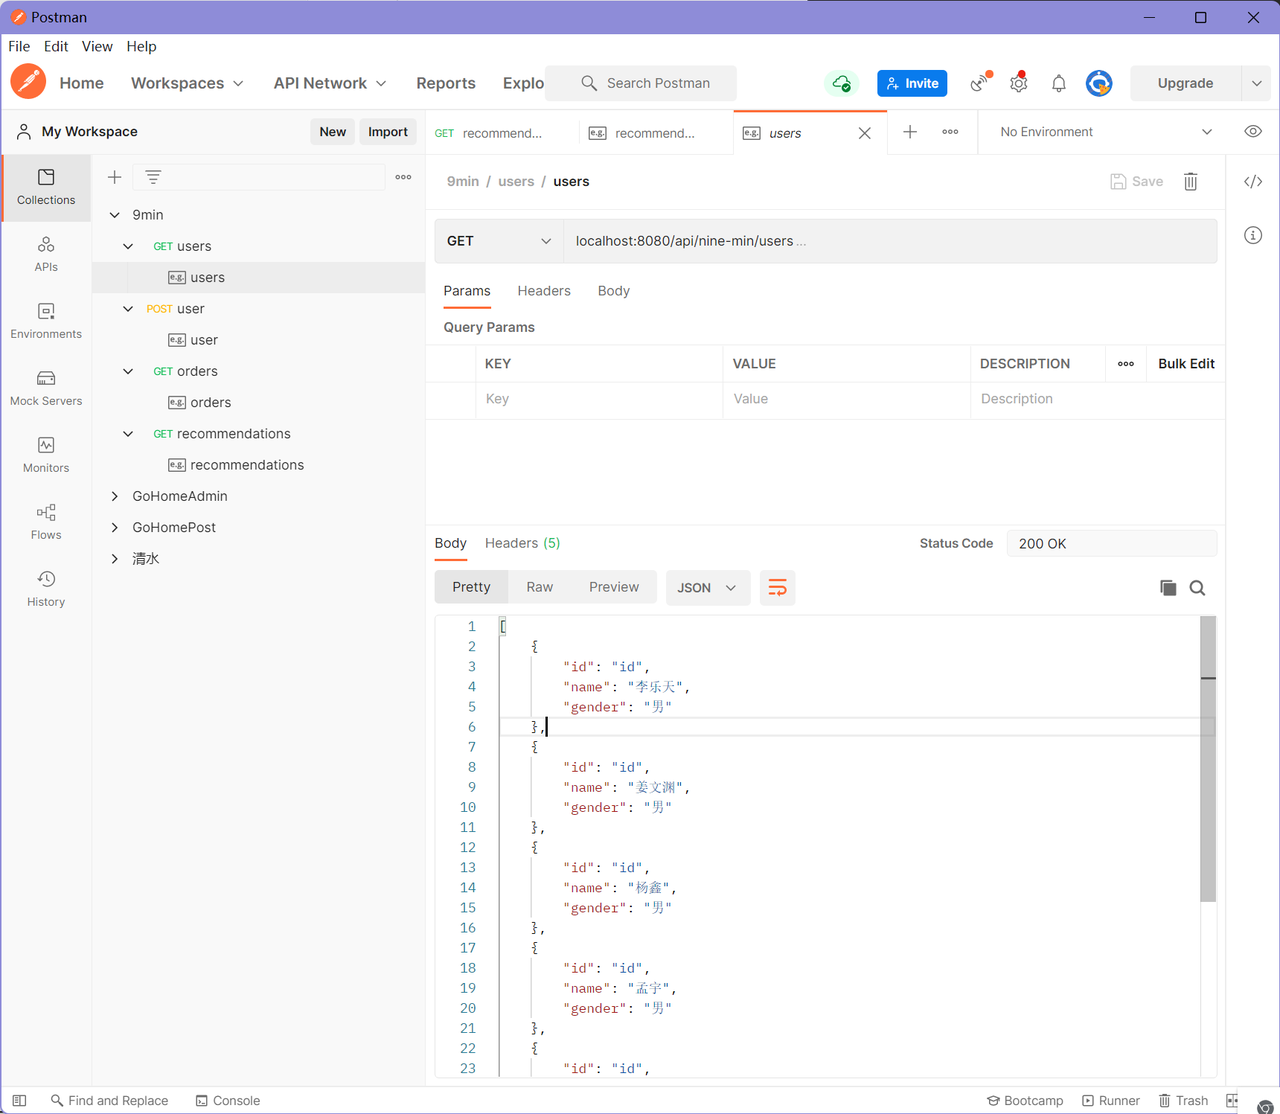 Postman
File Edit View Help
Home Workspaces API Network Reports Explo Search Postman Invite Upgrade
My Workspace New Import
GET recommend... e.g. recommend... e.g. users No Environment
Collections
APIs
Environments
Mock Servers
Monitors
Flows
History
9min
GET users
e.g. users
POST user
e.g. user
GET orders
e.g. orders
GET recommendations
e.g. recommendations
GoHomeAdmin
GoHomePost
清水
9min / users / users Save
GET localhost:8080/api/nine-min/users ...
Params Headers Body
Query Params
KEY VALUE DESCRIPTION Bulk Edit
Key Value Description
Body Headers (5) Status Code 200 OK
Pretty Raw Preview JSON
1 [
2 {
3 "id": "id",
4 "name": "李乐天",
5 "gender": "男"
6 },
7 {
8 "id": "id",
9 "name": "姜文渊",
10 "gender": "男"
11 },
12 {
13 "id": "id",
14 "name": "杨鑫",
15 "gender": "男"
16 },
17 {
18 "id": "id",
19 "name": "孟宇",
20 "gender": "男"
21 },
22 {
23 "id": "id",
Find and Replace Console Bootcamp Runner Trash